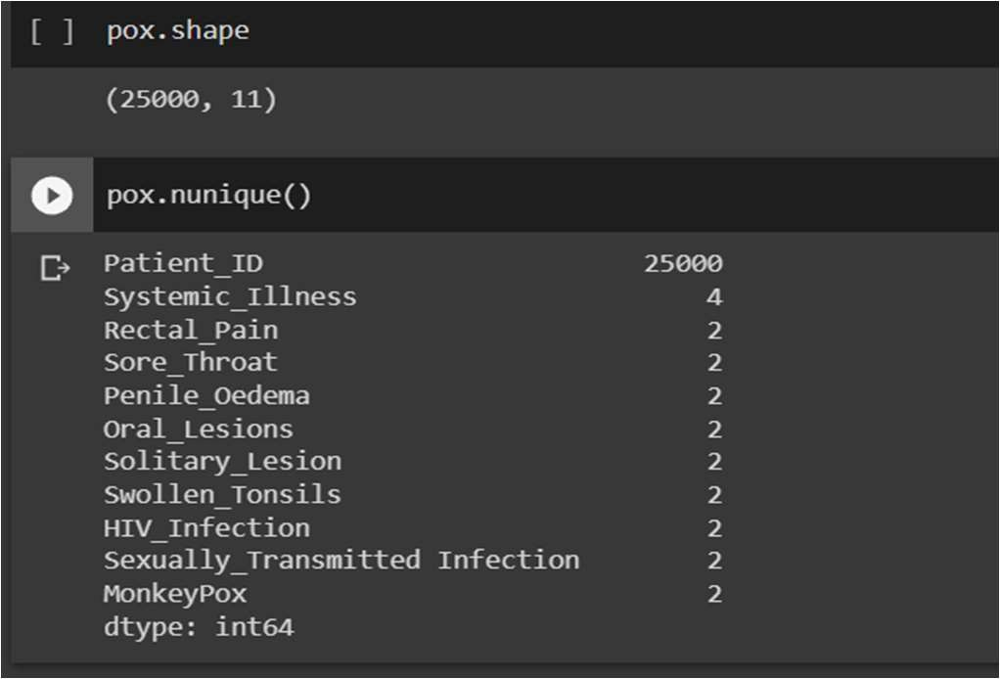 [ ] pox.shape
(25000, 11)
pox.nunique()
Patient_ID 25000
Systemic_Illness 4
Rectal_Pain 2
Sore_Throat 2
Penile_Oedema 2
Oral_Lesions 2
Solitary_Lesion 2
Swollen_Tonsils 2
HIV_Infection 2
Sexually_Transmitted Infection 2
MonkeyPox 2
dtype: int64